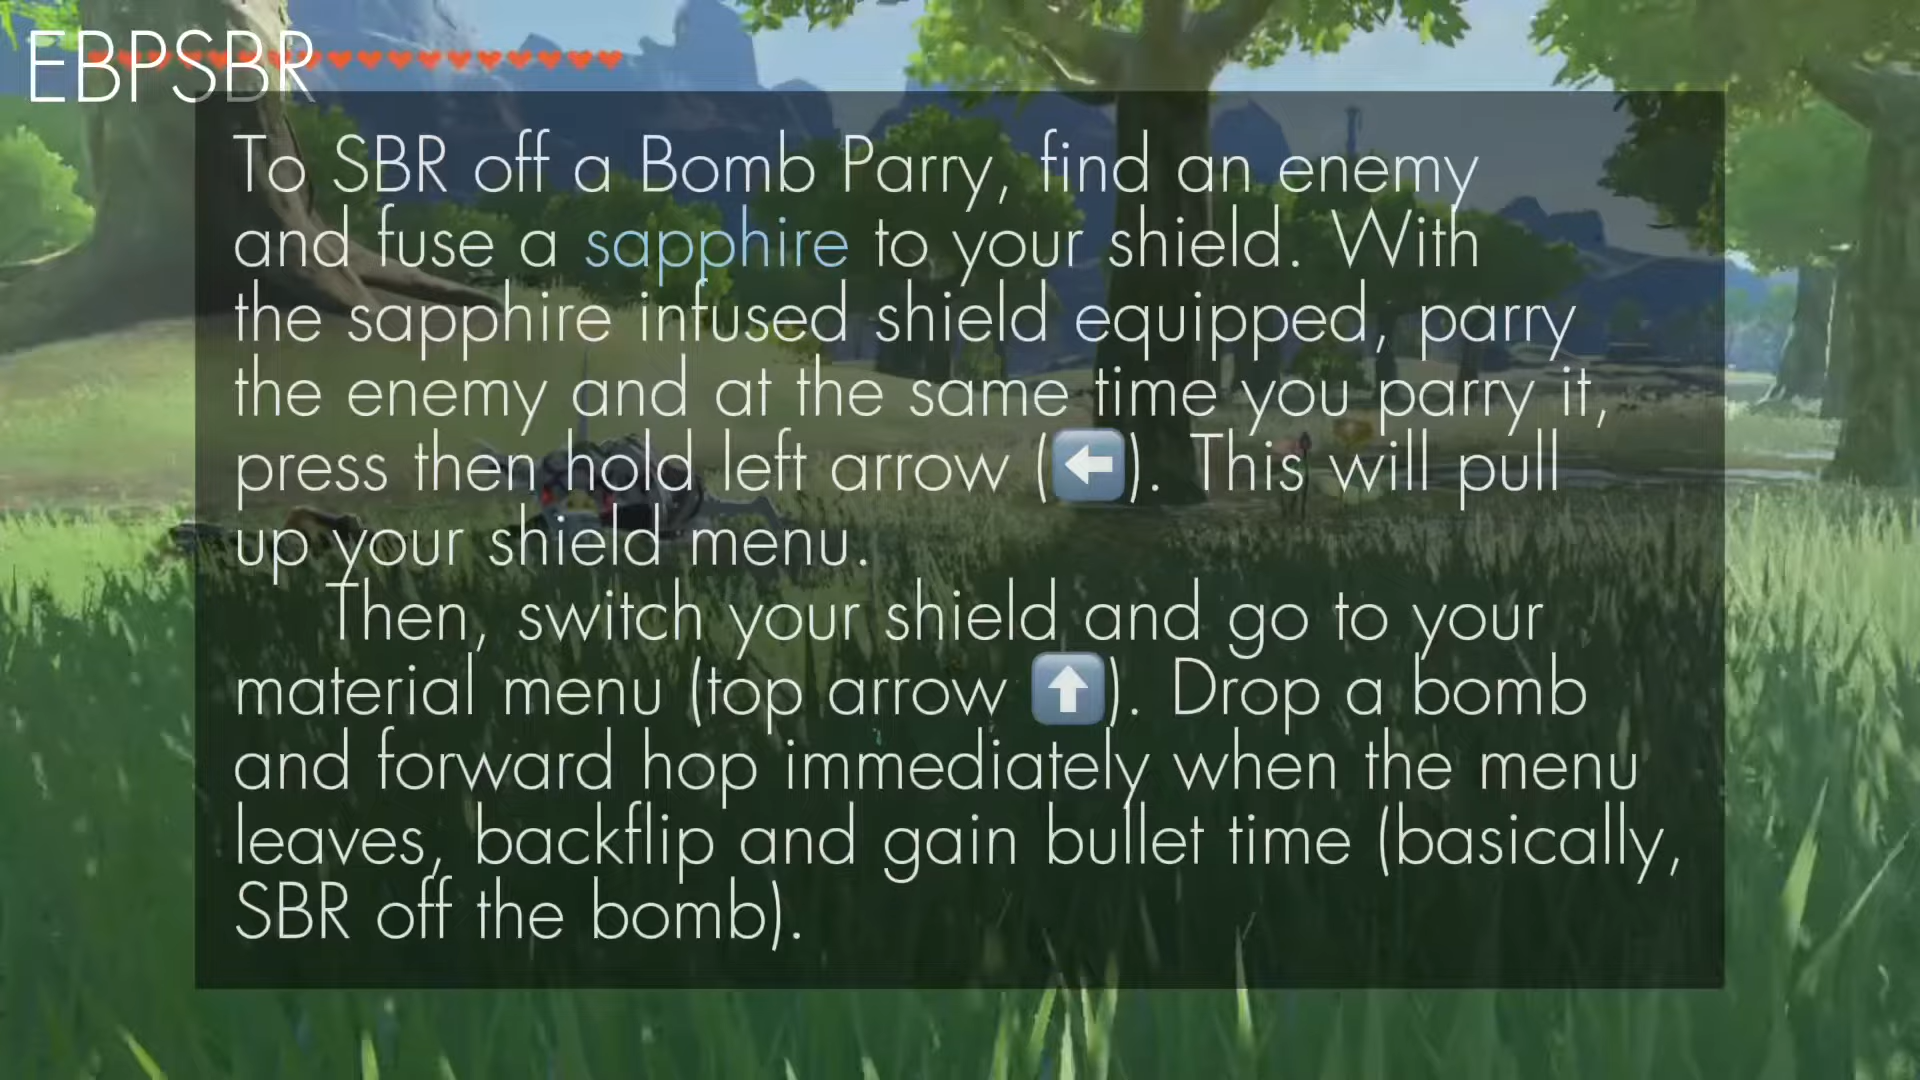 EBPSBR
To SBR off a Bomb Parry, find an enemy
and fuse a sapphire to your shield. With
the sapphire infused shield equipped, parry
the enemy and at the same time you parry it,
press then hold left arrow (⬅️). This will pull
up your shield menu.
Then, switch your shield and go to your
material menu (top arrow ⬆️). Drop a bomb
and forward hop immediately when the menu
leaves, backflip and gain bullet time (basically,
SBR off the bomb).